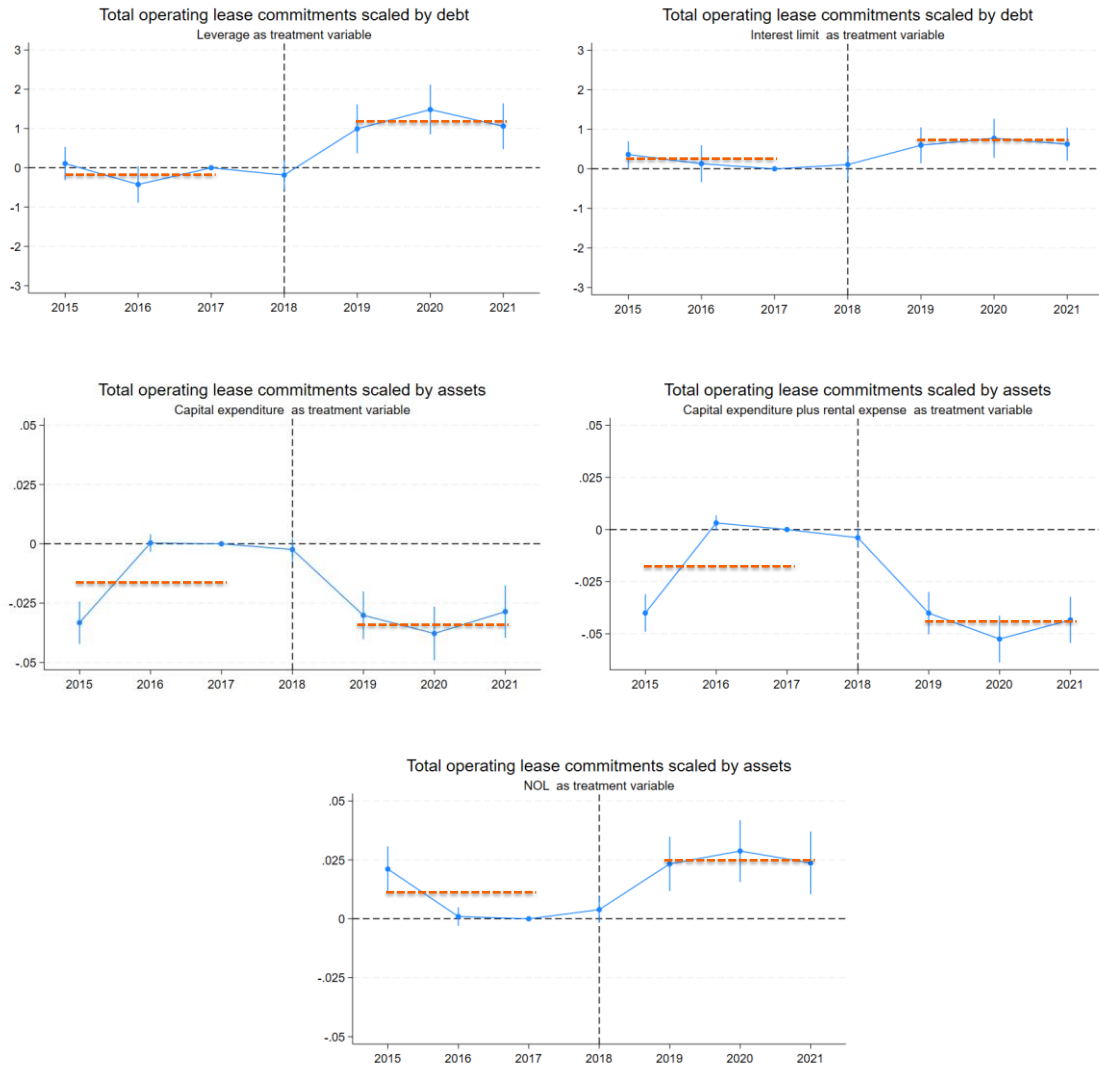 Total operating lease commitments scaled by debt
Leverage as treatment variable
3
2
1
0
-1
-2
-3
2015 2016 2017 2018 2019 2020 2021
Total operating lease commitments scaled by debt
Interest limit as treatment variable
3
2
1
0
-1
-2
-3
2015 2016 2017 2018 2019 2020 2021
Total operating lease commitments scaled by assets
Capital expenditure as treatment variable
.05
.025
0
-.025
-.05
2015 2016 2017 2018 2019 2020 2021
Total operating lease commitments scaled by assets
Capital expenditure plus rental expense as treatment variable
.05
.025
0
-.025
-.05
2015 2016 2017 2018 2019 2020 2021
Total operating lease commitments scaled by assets
NOL as treatment variable
.05
.025
0
-.025
-.05
2015 2016 2017 2018 2019 2020 2021